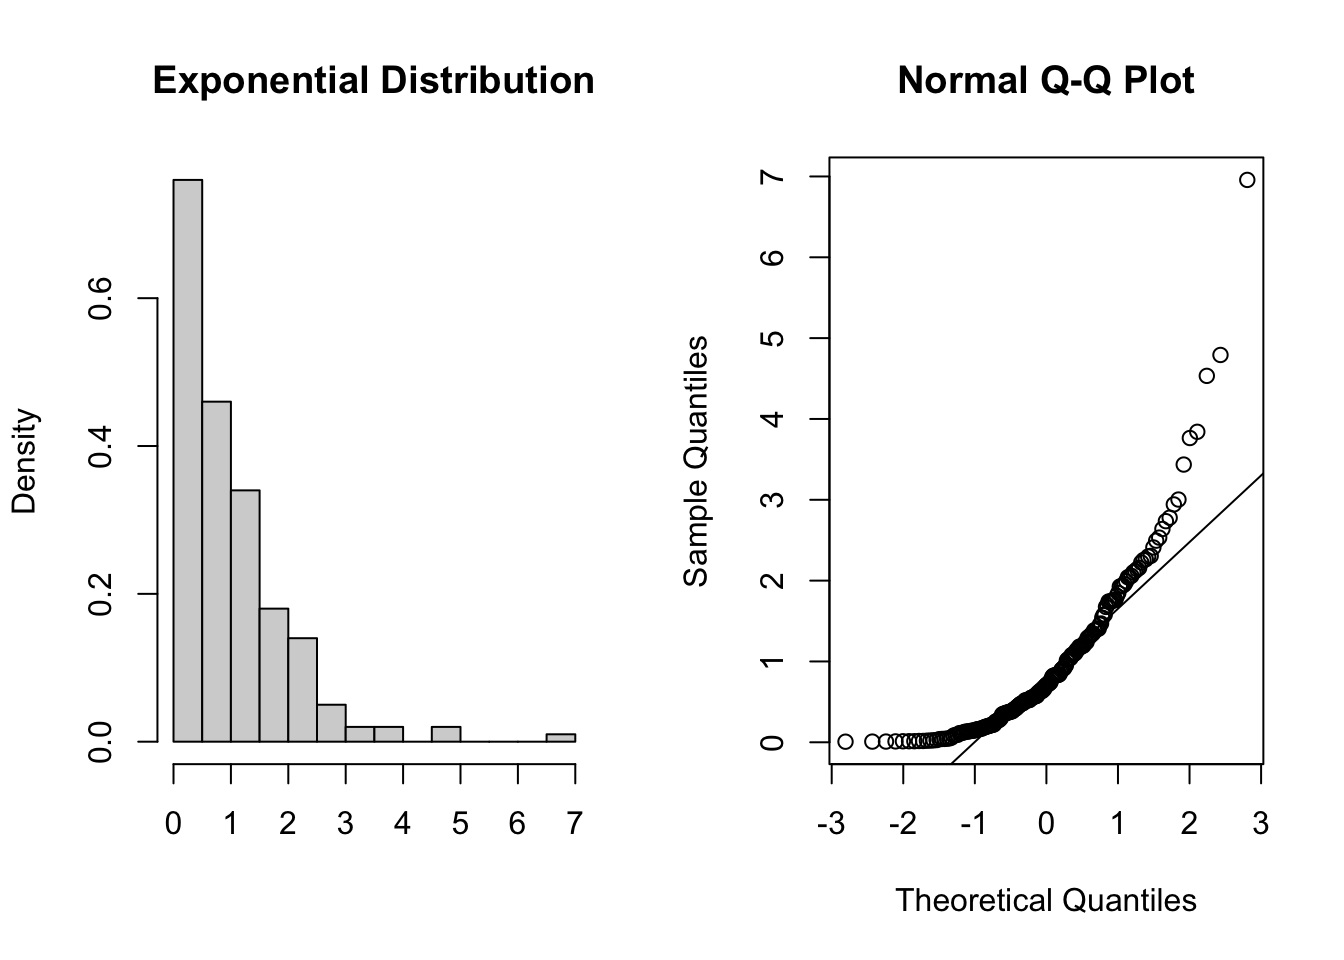 Exponential Distribution
Density
0.0
0.2
0.4
0.6
0 1 2 3 4 5 6 7
Normal Q-Q Plot
Sample Quantiles
0
1
2
3
4
5
6
7
-3 -2 -1 0 1 2 3
Theoretical Quantiles